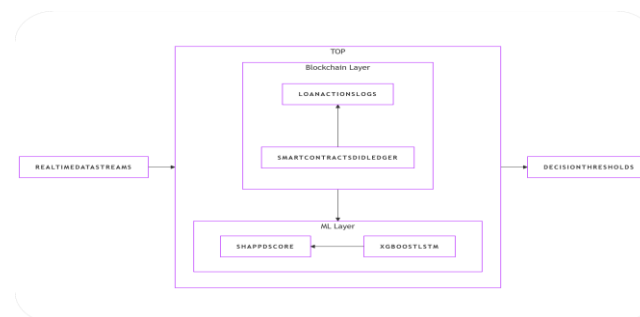 TOP
Blockchain Layer
LOANACTIONSLOGS
SMARTCONTRACTSDIDLEDGER
REALTIMEDATASTREAMS
DECISIONTHRESHOLDS
ML Layer
SHAPPDSCORE
XGBOOSTLSTM